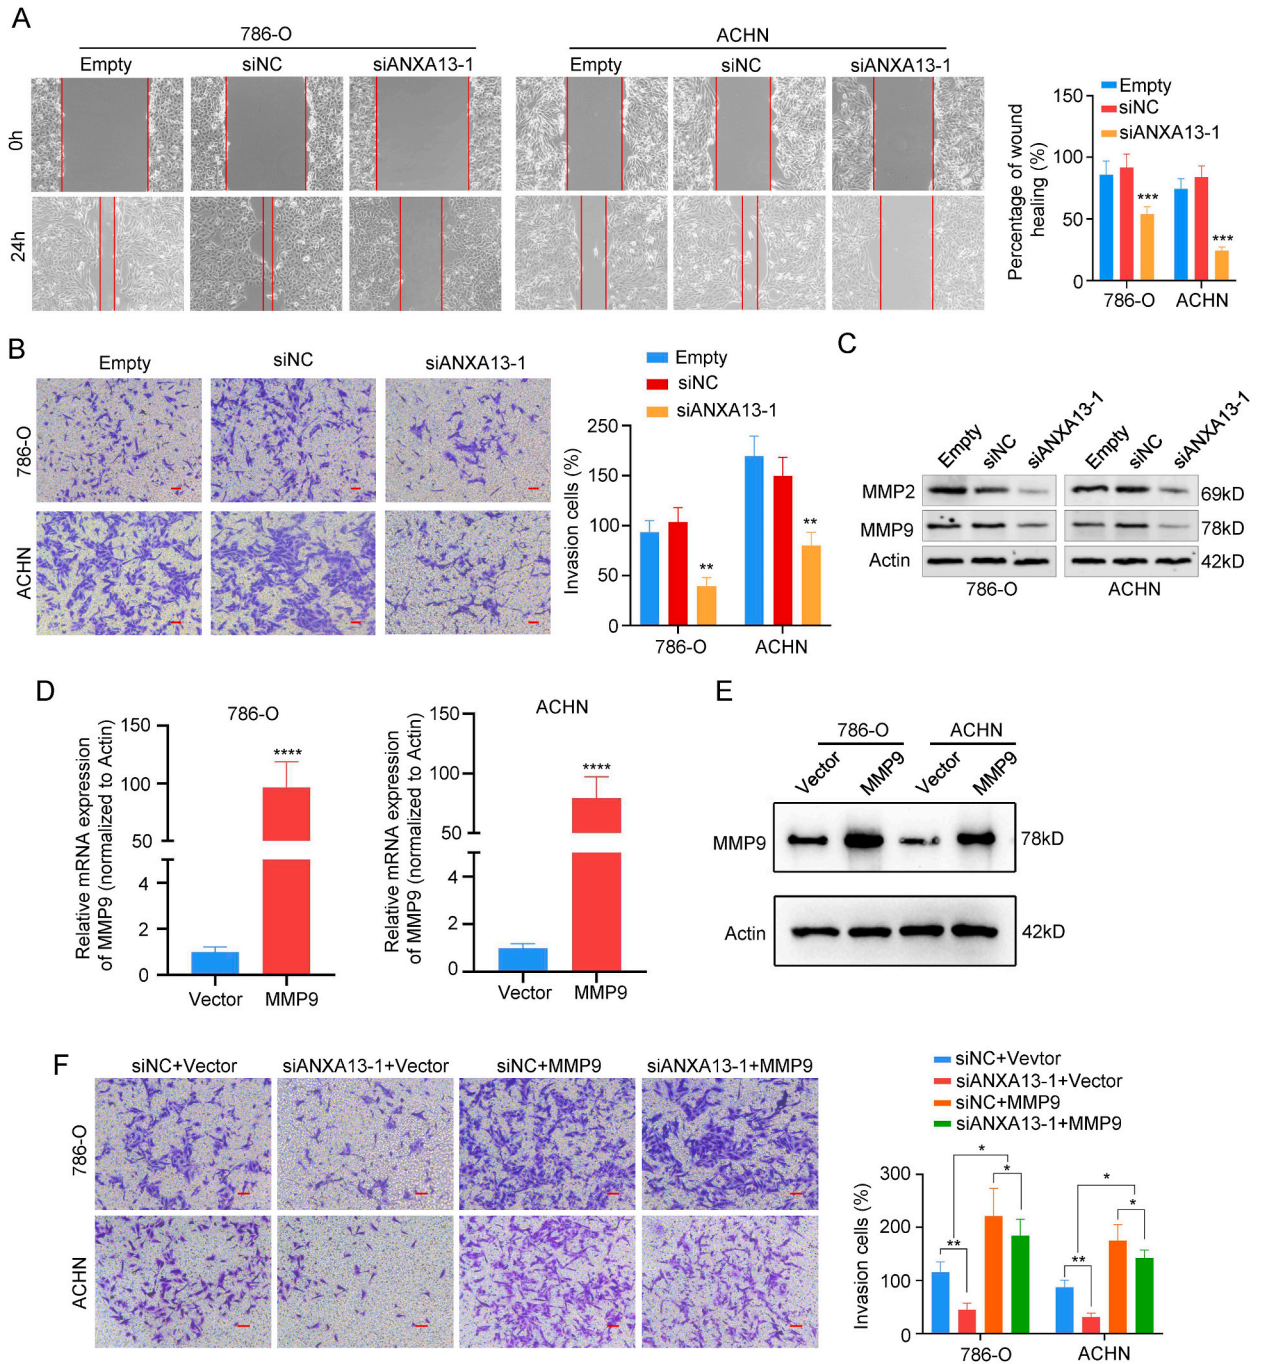 A
786-O
ACHN
Empty siNC siANXA13-1 Empty siNC siANXA13-1
0h
24h
Empty
siNC
siANXA13-1
Percentage of wound
healing (%)
150
100
50
0
***
***
786-O ACHN
B
Empty siNC siANXA13-1
786-O
ACHN
Empty
siNC
siANXA13-1
Invasion cells (%)
250
150
100
50
0
**
**
786-O ACHN
C
Empty siNC siANXA13-1 Empty siNC siANXA13-1
MMP2 69kD
MMP9 78kD
Actin 42kD
786-O ACHN
D
786-O
Relative mRNA expression
of MMP9 (normalized to Actin)
150
100
50
4
2
0
****
Vector MMP9
ACHN
Relative mRNA expression
of MMP9 (normalized to Actin)
150
100
50
4
2
0
****
Vector MMP9
E
786-O ACHN
Vector MMP9 Vector MMP9
MMP9 78kD
Actin 42kD
F
siNC+Vector siANXA13-1+Vector siNC+MMP9 siANXA13-1+MMP9
786-O
ACHN
siNC+Vevtor
siANXA13-1+Vector
siNC+MMP9
siANXA13-1+MMP9
Invasion cells (%)
300
200
100
0
*
*
**
*
*
**
786-O ACHN